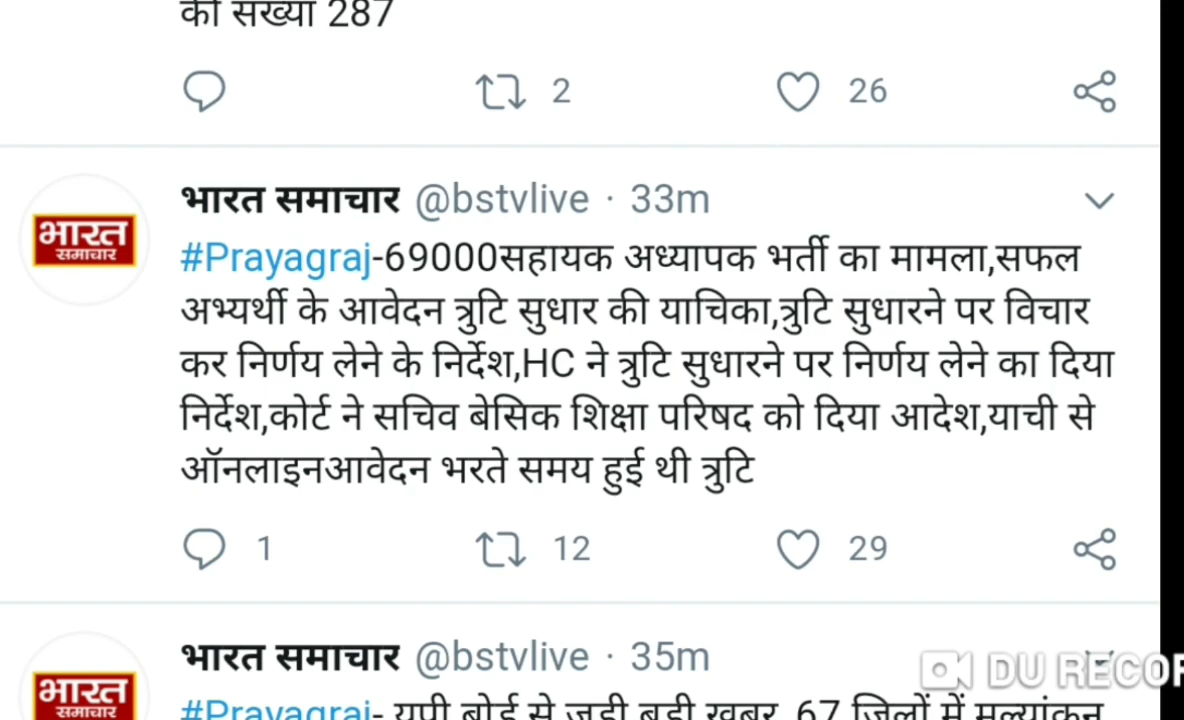 की संख्या 287
2 26
भारत समाचार @bstvlive · 33m
भारत
समाचार
#Prayagraj-69000सहायक अध्यापक भर्ती का मामला,सफल
अभ्यर्थी के आवेदन त्रुटि सुधार की याचिका,त्रुटि सुधारने पर विचार
कर निर्णय लेने के निर्देश,HC ने त्रुटि सुधारने पर निर्णय लेने का दिया
निर्देश,कोर्ट ने सचिव बेसिक शिक्षा परिषद को दिया आदेश,याची से
ऑनलाइनआवेदन भरते समय हुई थी त्रुटि
1 12 29
भारत समाचार @bstvlive · 35m
DU RECOR
भारत
समाचार
#Prayagraj- यूपी बोर्ड से जुड़ी बड़ी खबर, 67 जिलों में मूल्यांकन